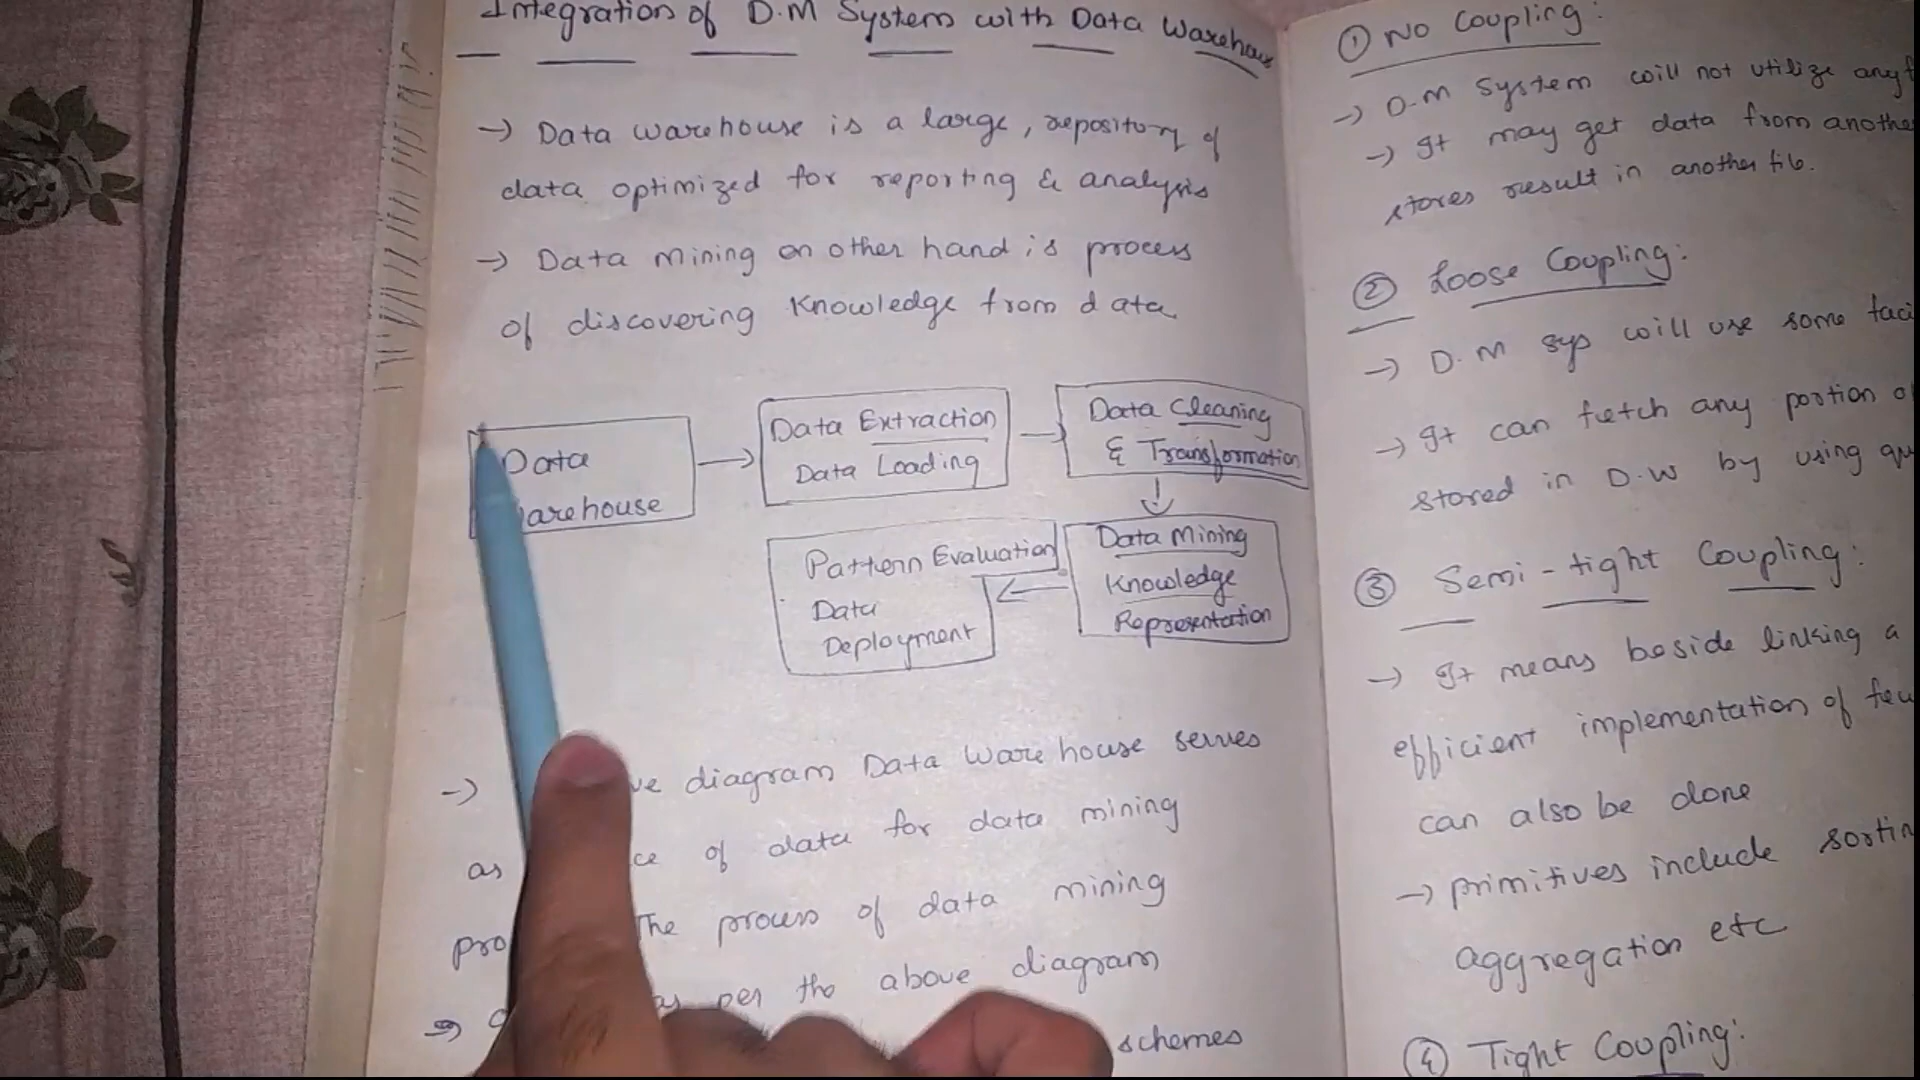 Integration of D.M System with Data Warehous
→ Data warehouse is a large, repository of
data optimized for reporting & analysis
→ Data Mining on other hand is process
of discovering Knowledge from data
Data
arehouse
Data Extraction
Data Loading
Data Cleaning
& Transformation
Data Mining
Knowledge
Representation
Pattern Evaluation
Data
Deployment
→ ve diagram Data Warehouse serves
as ce of data for data mining
pro The process of data mining
as per the above diagram
schemes
① No Coupling:
→ D.M System will not utilize any
→ It may get data from anothe
stores result in another file.
② Loose Coupling:
→ D.M sys will use some faci
→ It can fetch any portion o
stored in D.W by using qu
③ Semi-tight Coupling:
→ It means beside linking a
efficient implementation of few
can also be done
→ primitives include sortin
aggregation etc
④ Tight Coupling: